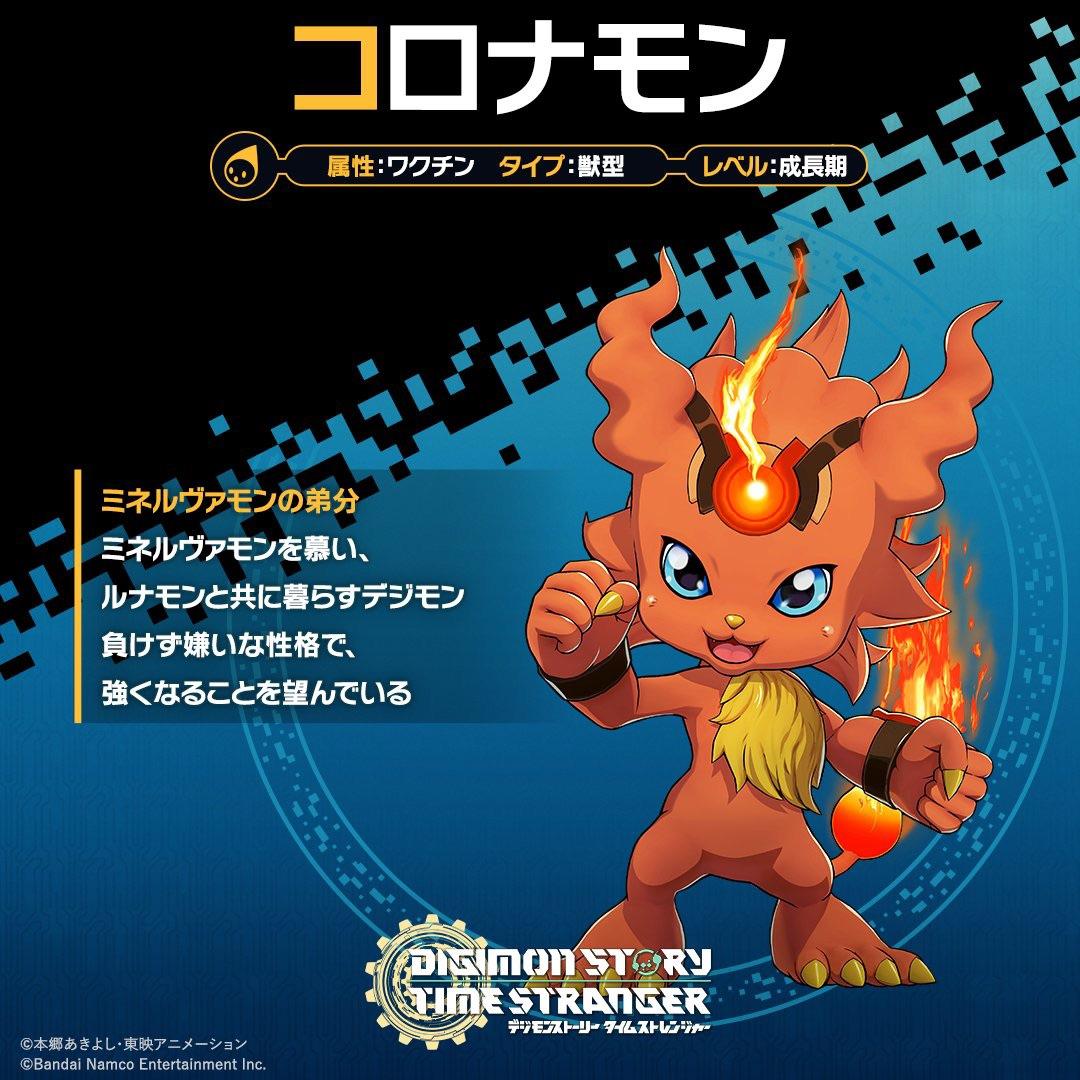 コロナモン
属性:ワクチン タイプ:獣型 レベル:成長期
ミネルヴァモンの弟分
ミネルヴァモンを慕い、
ルナモンと共に暮らすデジモン
負けず嫌いな性格で、
強くなることを望んでいる
DIGIMON STORY
TIME STRANGER
デジモンストーリー タイムストレンジャー
©本郷あきよし・東映アニメーション
©Bandai Namco Entertainment Inc.